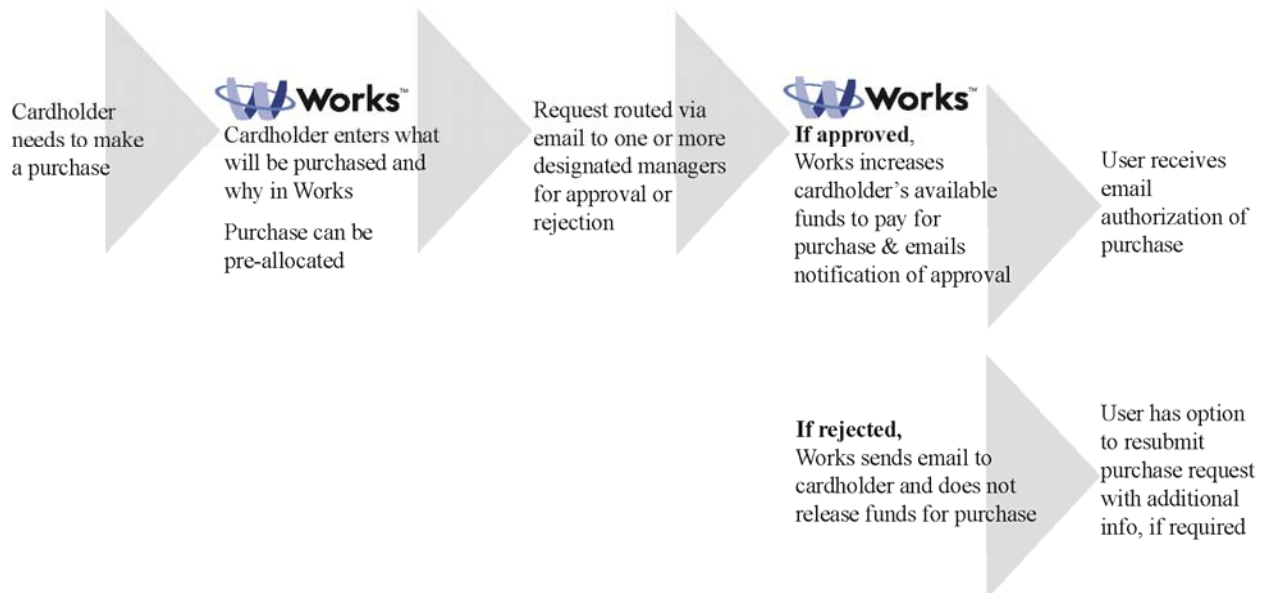 Cardholder
needs to make
a purchase
Works™
Cardholder enters what
will be purchased and
why in Works
Purchase can be
pre-allocated
Request routed via
email to one or more
designated managers
for approval or
rejection
Works™
If approved,
Works increases
cardholder's available
funds to pay for
purchase & emails
notification of approval
User receives
email
authorization of
purchase
If rejected,
Works sends email to
cardholder and does not
release funds for purchase
User has option
to resubmit
purchase request
with additional
info, if required